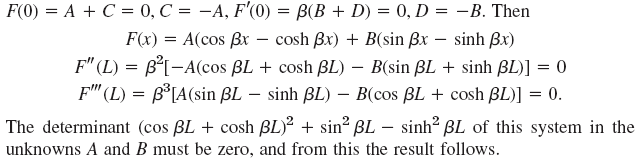 F(0) = A + C = 0, C = −A, F′(0) = β(B + D) = 0, D = −B. Then
F(x) = A(cos βx − cosh βx) + B(sin βx − sinh βx)
F″(L) = β²[−A(cos βL + cosh βL) − B(sin βL + sinh βL)] = 0
F‴(L) = β³[A(sin βL − sinh βL) − B(cos βL + cosh βL)] = 0.
The determinant (cos βL + cosh βL)² + sin² βL − sinh² βL of this system in the
unknowns A and B must be zero, and from this the result follows.